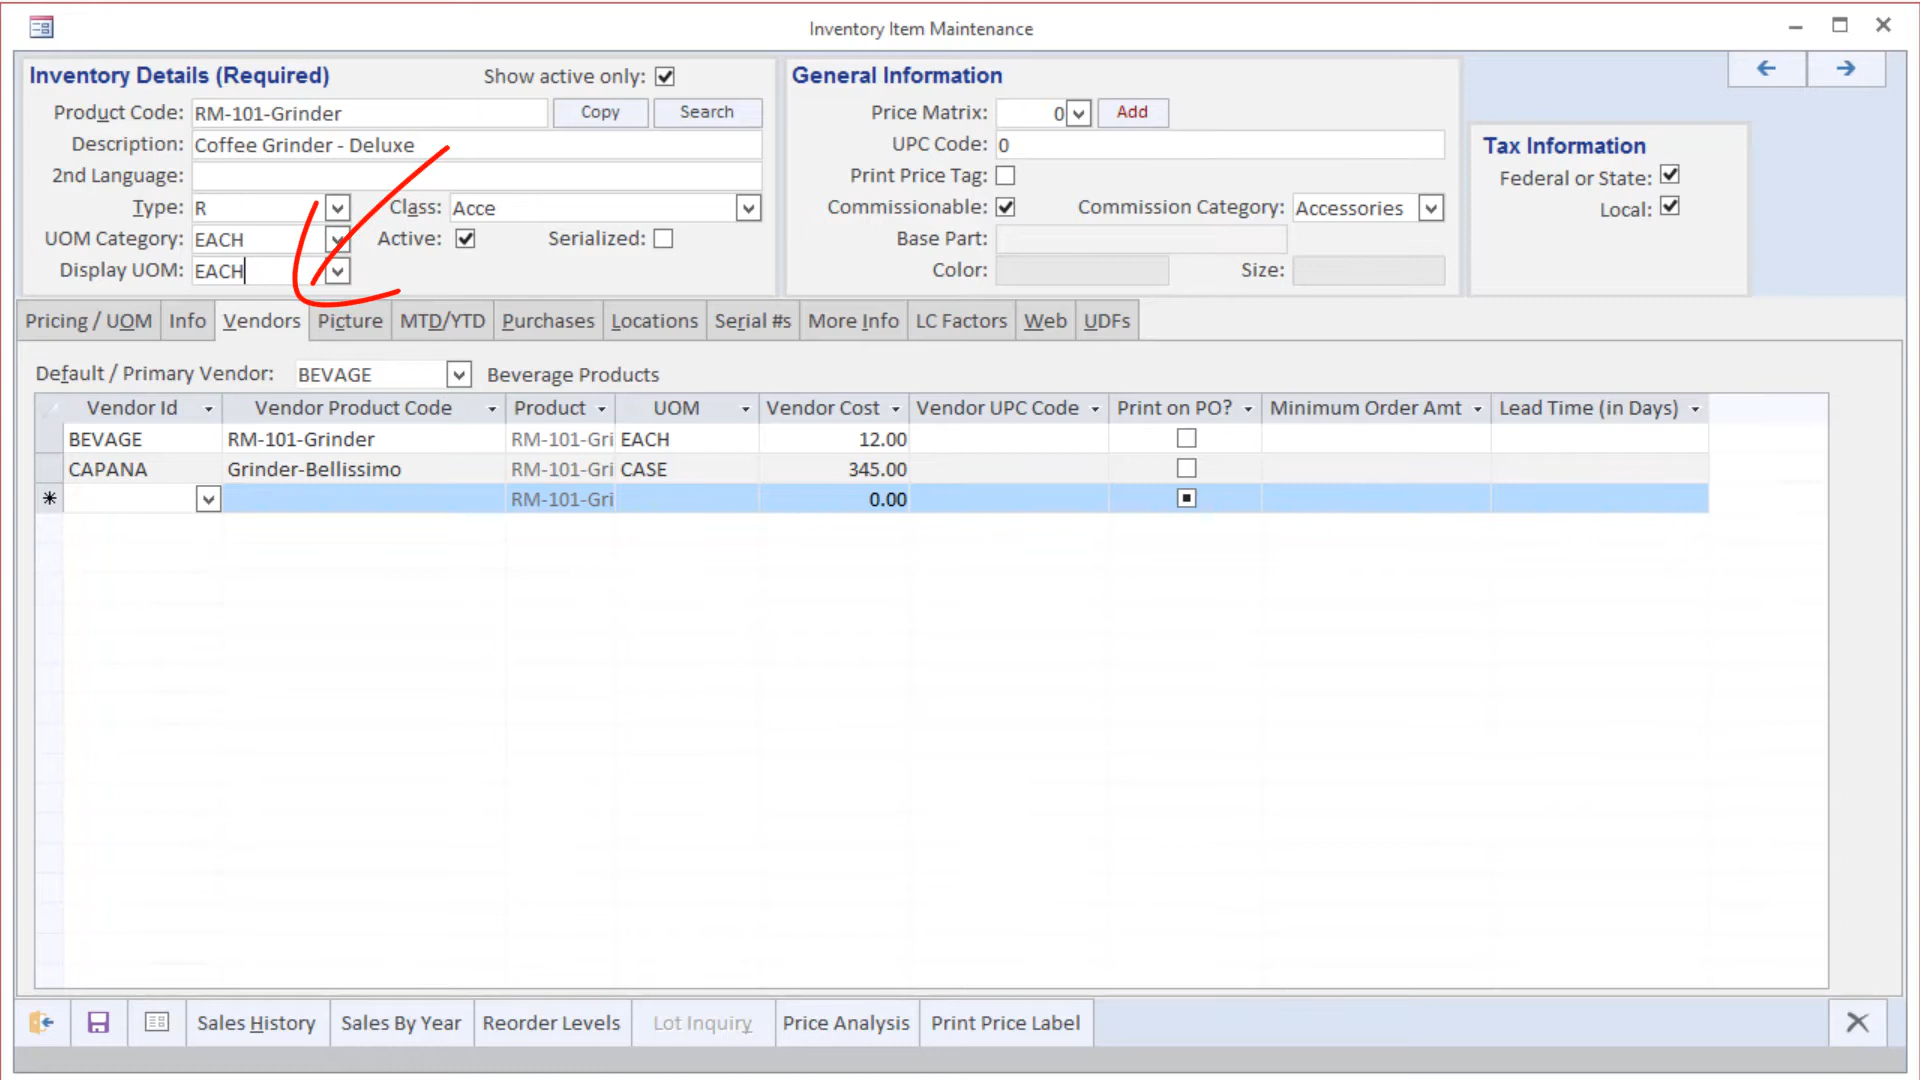 Inventory Item Maintenance
Inventory Details (Required)
Show active only:
Product Code: RM-101-Grinder Copy Search
Description: Coffee Grinder - Deluxe
2nd Language:
Type: R Class: Acce
UOM Category: EACH Active: Serialized:
Display UOM: EACH
General Information
Price Matrix: 0 Add
UPC Code: 0
Print Price Tag:
Commissionable: Commission Category: Accessories
Base Part:
Color: Size:
Tax Information
Federal or State:
Local:
Pricing / UOM Info Vendors Picture MTD/YTD Purchases Locations Serial #s More Info LC Factors Web UDFs
Default / Primary Vendor: BEVAGE Beverage Products
Vendor Id Vendor Product Code Product UOM Vendor Cost Vendor UPC Code Print on PO? Minimum Order Amt Lead Time (in Days)
BEVAGE RM-101-Grinder RM-101-Gri EACH 12.00
CAPANA Grinder-Bellissimo RM-101-Gri CASE 345.00
RM-101-Gri 0.00
Sales History Sales By Year Reorder Levels Lot Inquiry Price Analysis Print Price Label